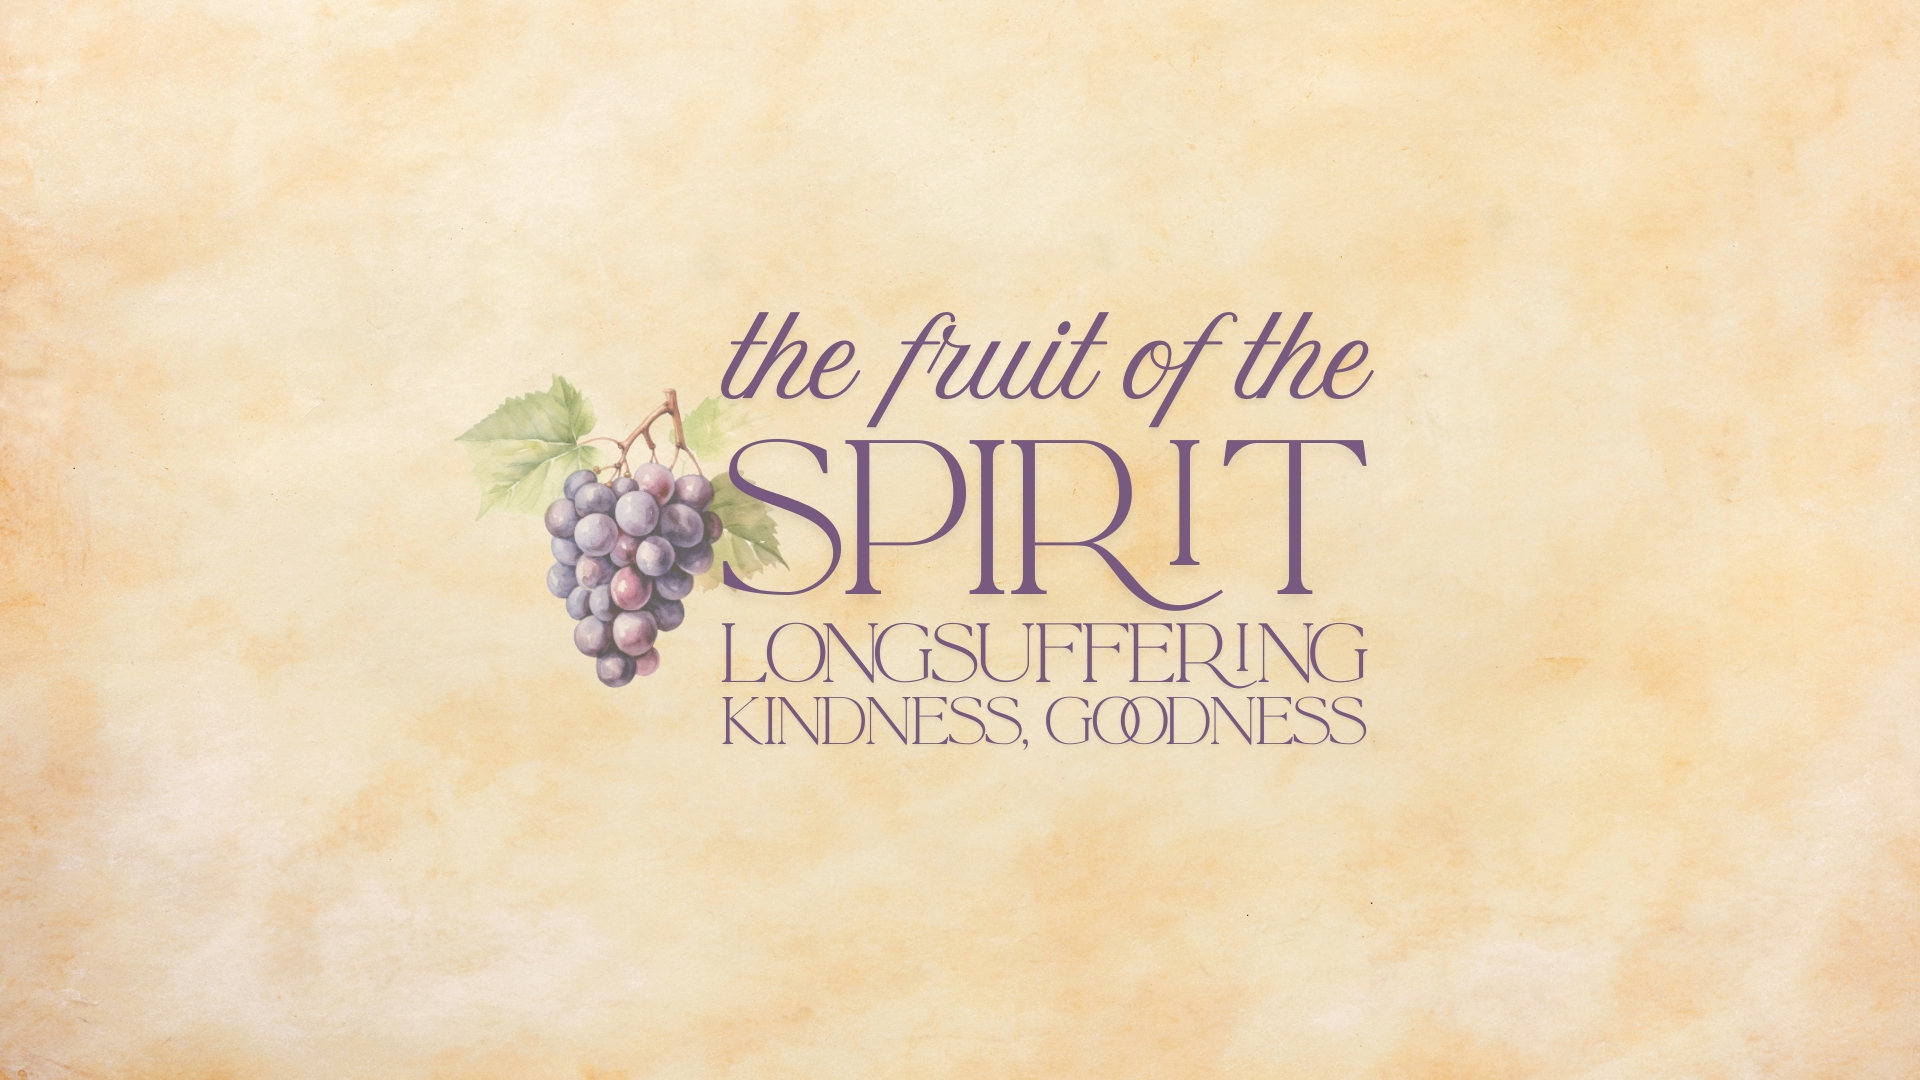 the fruit of the
SPIRIT
LONGSUFFERING
KINDNESS, GOODNESS